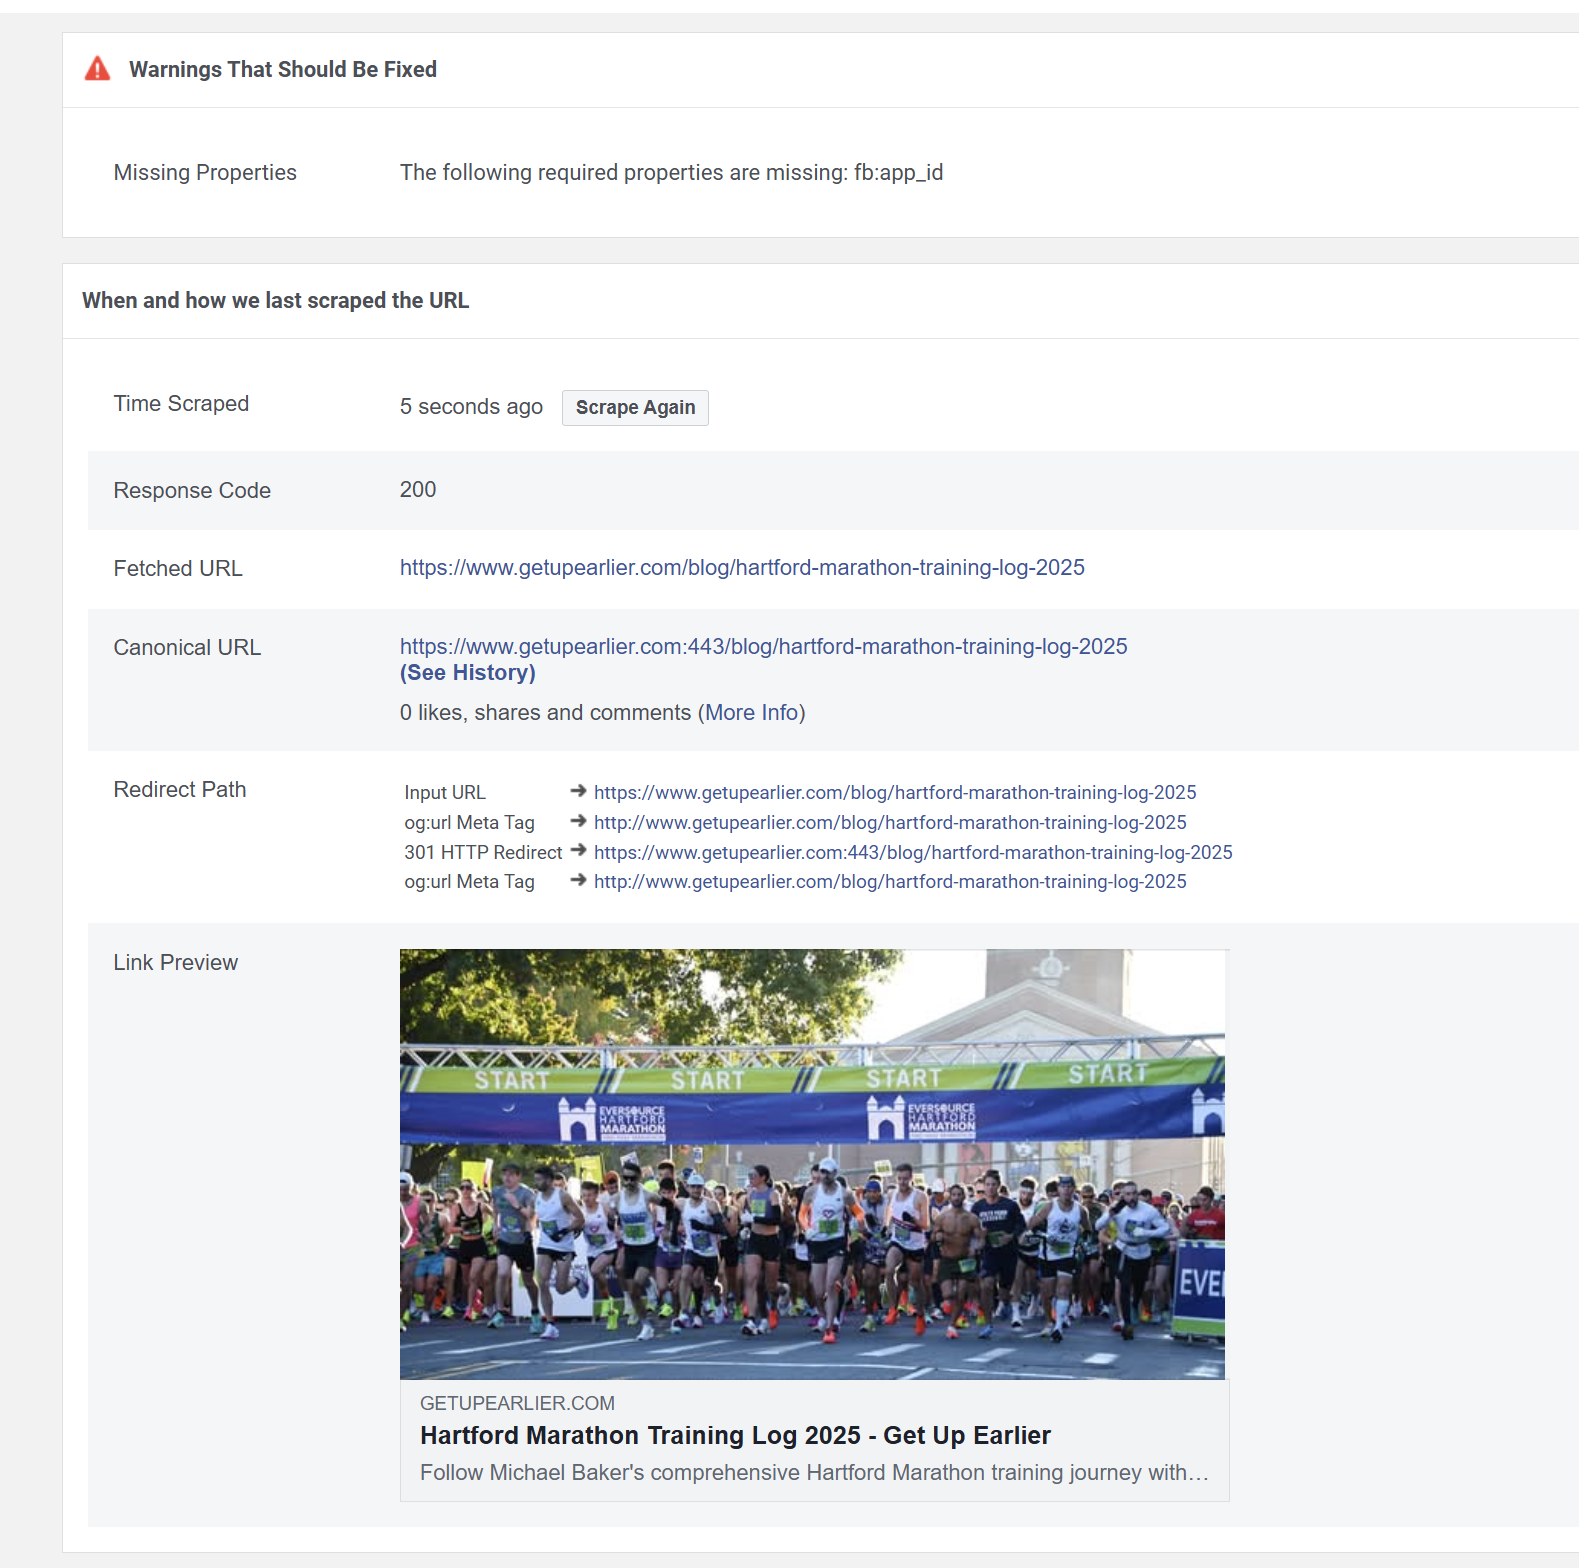 Warnings That Should Be Fixed
Missing Properties The following required properties are missing: fb:app_id
When and how we last scraped the URL
Time Scraped 5 seconds ago Scrape Again
Response Code 200
Fetched URL https://www.getupearlier.com/blog/hartford-marathon-training-log-2025
Canonical URL https://www.getupearlier.com:443/blog/hartford-marathon-training-log-2025
(See History)
0 likes, shares and comments (More Info)
Redirect Path
Input URL → https://www.getupearlier.com/blog/hartford-marathon-training-log-2025
og:url Meta Tag → http://www.getupearlier.com/blog/hartford-marathon-training-log-2025
301 HTTP Redirect → https://www.getupearlier.com:443/blog/hartford-marathon-training-log-2025
og:url Meta Tag → http://www.getupearlier.com/blog/hartford-marathon-training-log-2025
Link Preview
START START START START
EVERSOURCE HARTFORD MARATHON
EVERSOURCE HARTFORD MARATHON
EVE
GETUPEARLIER.COM
Hartford Marathon Training Log 2025 - Get Up Earlier
Follow Michael Baker's comprehensive Hartford Marathon training journey with…